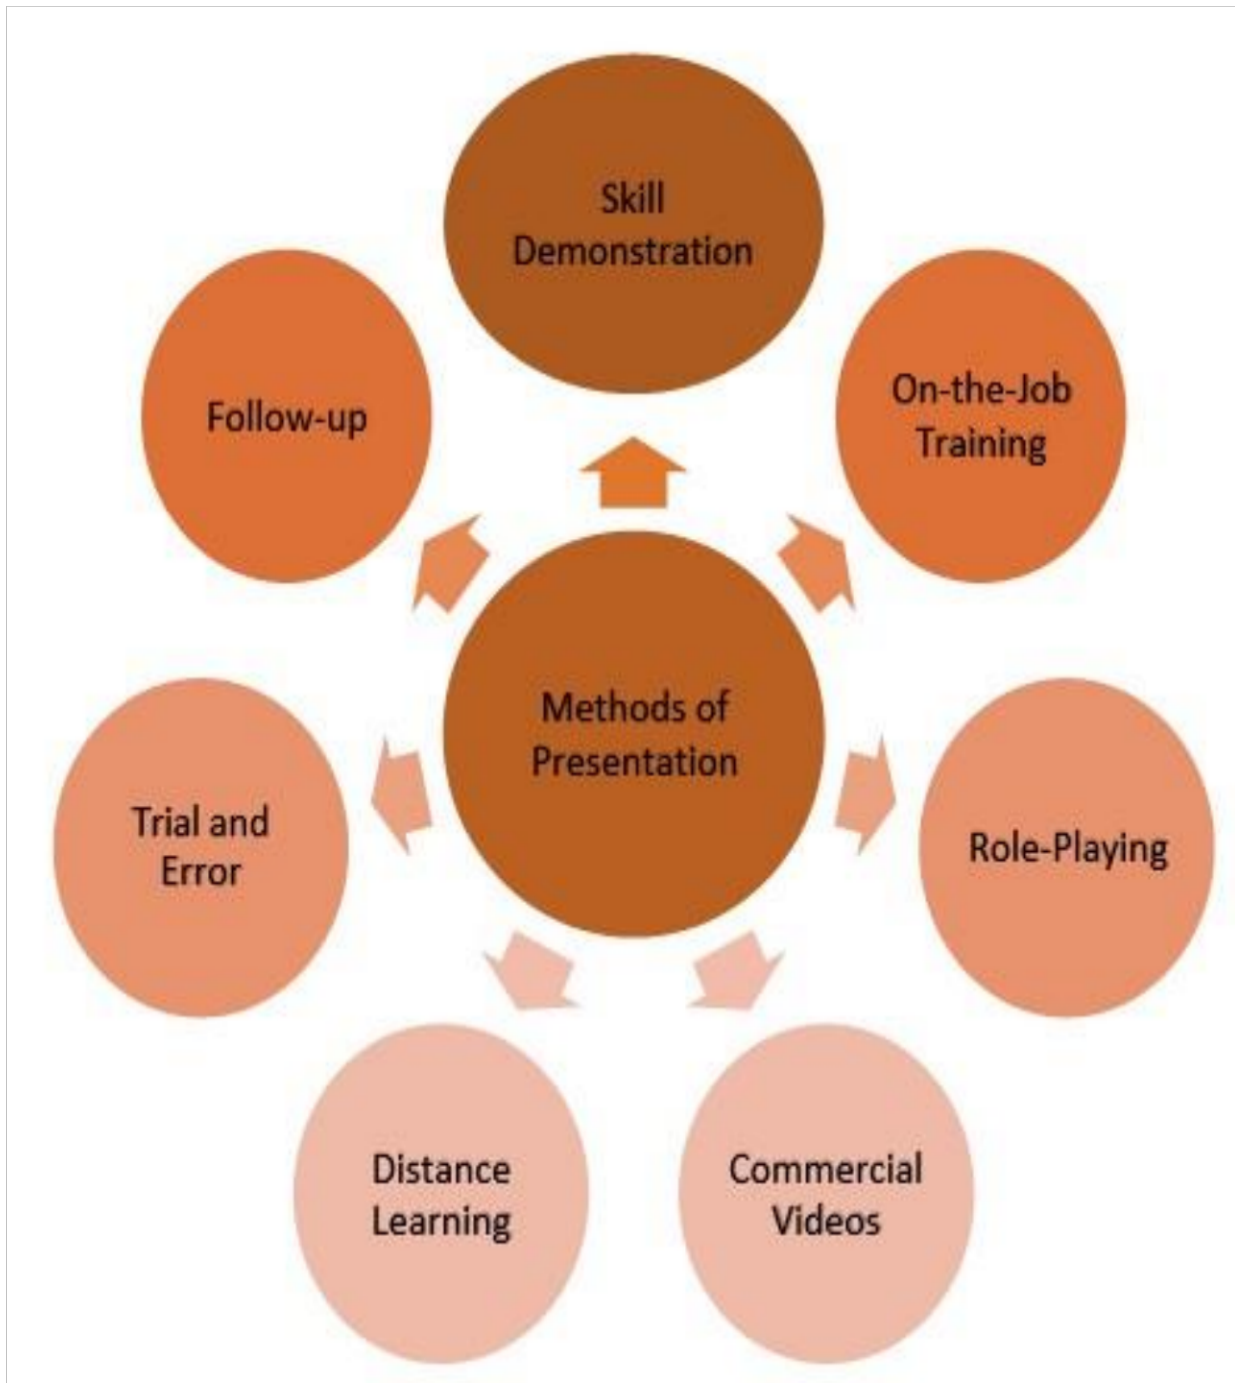 Skill
Demonstration
On-the-Job
Training
Follow-up
Methods of
Presentation
Role-Playing
Trial and
Error
Commercial
Videos
Distance
Learning